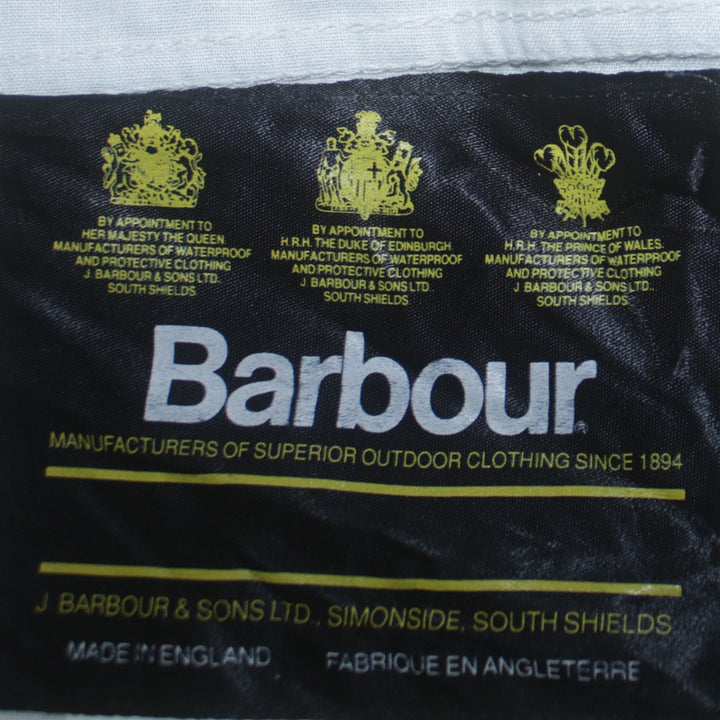 BY APPOINTMENT TO
HER MAJESTY THE QUEEN
MANUFACTURERS OF WATERPROOF
AND PROTECTIVE CLOTHING
J. BARBOUR & SONS LTD.
SOUTH SHIELDS
BY APPOINTMENT TO
H.R.H. THE DUKE OF EDINBURGH
MANUFACTURERS OF WATERPROOF
AND PROTECTIVE CLOTHING
J. BARBOUR & SONS LTD.
SOUTH SHIELDS
BY APPOINTMENT TO
H.R.H. THE PRINCE OF WALES
MANUFACTURERS OF WATERPROOF
AND PROTECTIVE CLOTHING
J. BARBOUR & SONS LTD.
SOUTH SHIELDS
Barbour
MANUFACTURERS OF SUPERIOR OUTDOOR CLOTHING SINCE 1894
J. BARBOUR & SONS LTD., SIMONSIDE, SOUTH SHIELDS
MADE IN ENGLAND FABRIQUE EN ANGLETERRE